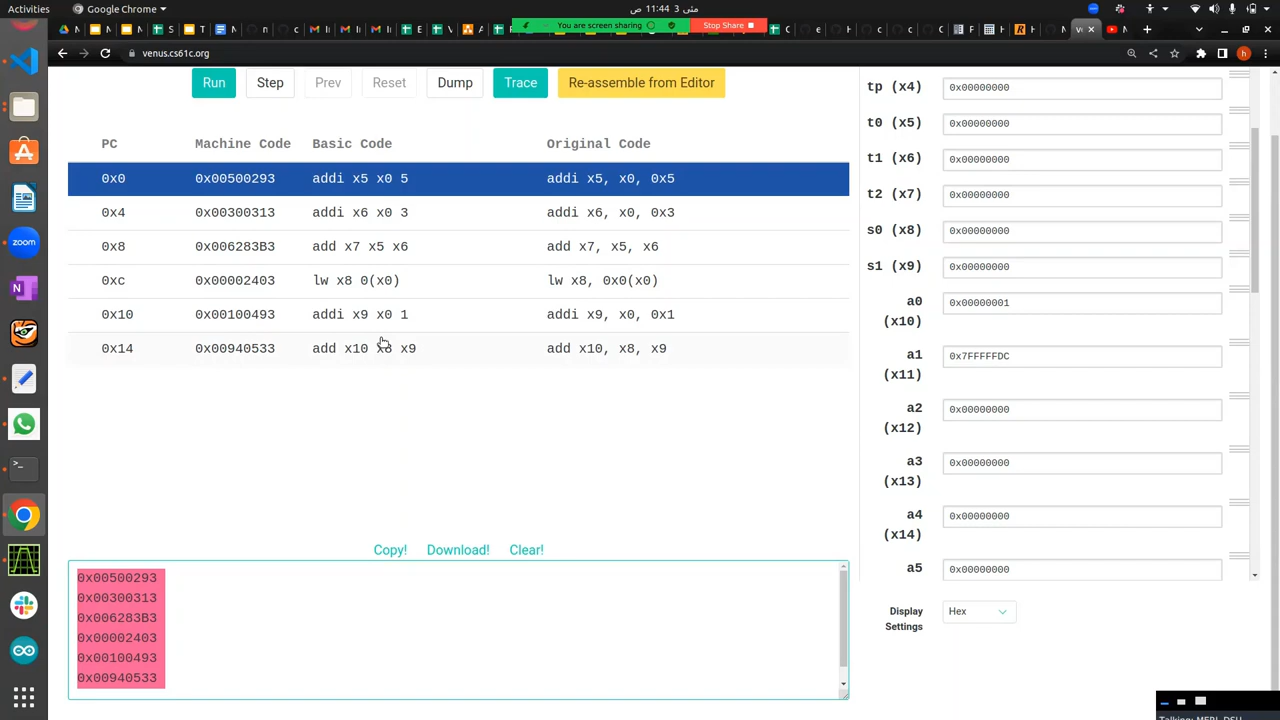 Activities
Google Chrome
مئی 3 11:44 ص
You are screen sharing
Stop Share
venus.cs61c.org
Run Step Prev Reset Dump Trace Re-assemble from Editor
PC Machine Code Basic Code Original Code
0x0 0x00500293 addi x5 x0 5 addi x5, x0, 0x5
0x4 0x00300313 addi x6 x0 3 addi x6, x0, 0x3
0x8 0x006283B3 add x7 x5 x6 add x7, x5, x6
0xc 0x00002403 lw x8 0(x0) lw x8, 0x0(x0)
0x10 0x00100493 addi x9 x0 1 addi x9, x0, 0x1
0x14 0x00940533 add x10 x8 x9 add x10, x8, x9
Copy! Download! Clear!
0x00500293
0x00300313
0x006283B3
0x00002403
0x00100493
0x00940533
tp (x4) 0x00000000
t0 (x5) 0x00000000
t1 (x6) 0x00000000
t2 (x7) 0x00000000
s0 (x8) 0x00000000
s1 (x9) 0x00000000
a0 (x10) 0x00000001
a1 (x11) 0x7FFFFFDC
a2 (x12) 0x00000000
a3 (x13) 0x00000000
a4 (x14) 0x00000000
a5 0x00000000
Display Settings Hex
zoom